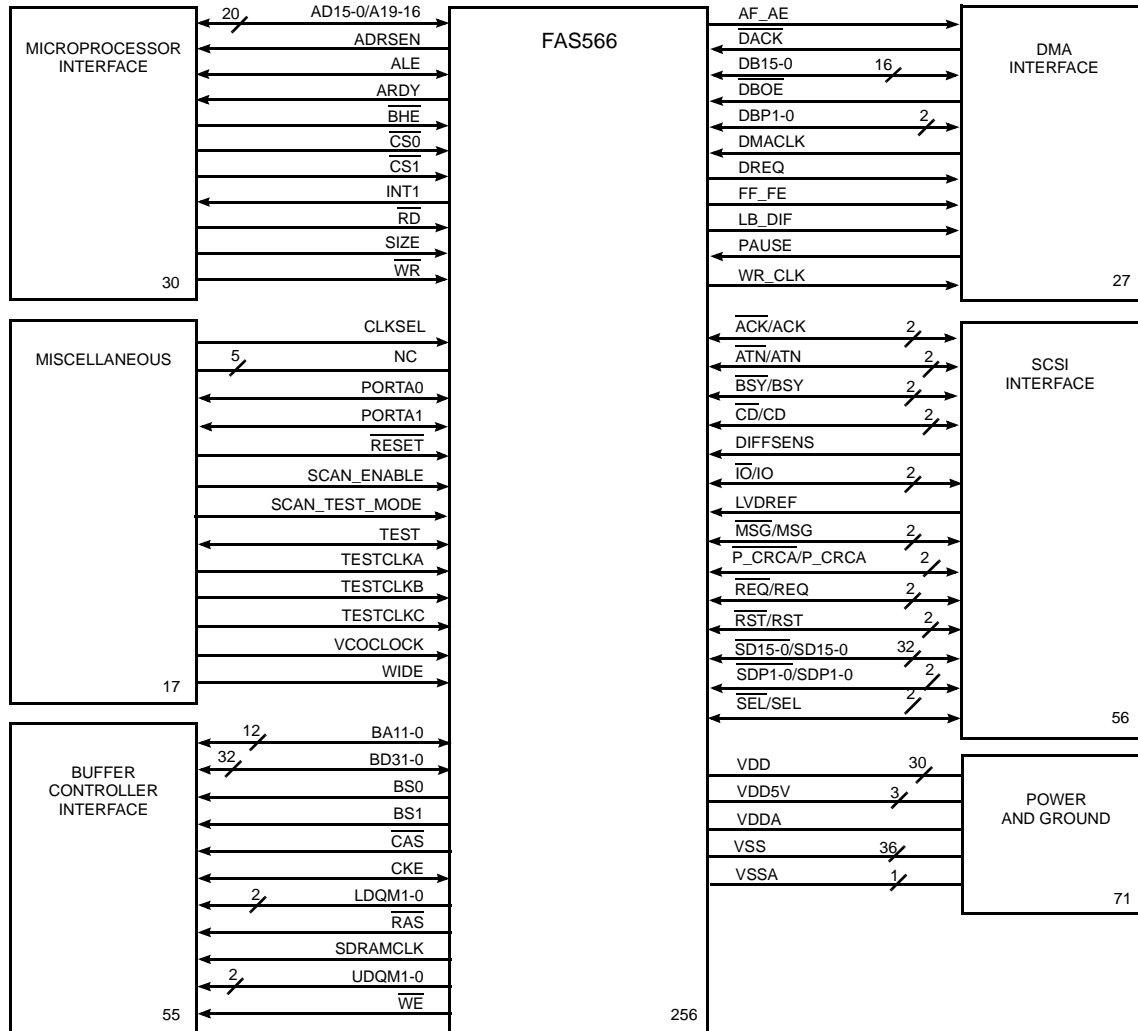 20 AD15-0/A19-16
MICROPROCESSOR
INTERFACE
ADRSEN
ALE
ARDY
BHE
CS0
CS1
INT1
RD
SIZE
WR
30
CLKSEL
MISCELLANEOUS
5 NC
PORTA0
PORTA1
RESET
SCAN_ENABLE
SCAN_TEST_MODE
TEST
TESTCLKA
TESTCLKB
TESTCLKC
VCOCLOCK
WIDE
17
12 BA11-0
32 BD31-0
BUFFER
CONTROLLER
INTERFACE
BS0
BS1
CAS
CKE
2 LDQM1-0
RAS
SDRAMCLK
2 UDQM1-0
WE
55
FAS566
256
AF_AE
DACK
DMA
INTERFACE
DB15-0 16
DBOE
DBP1-0 2
DMACLK
DREQ
FF_FE
LB_DIF
PAUSE
WR_CLK
27
ACK/ACK 2
ATN/ATN 2
SCSI
INTERFACE
BSY/BSY 2
CD/CD 2
DIFFSENS
IO/IO 2
LVDREF
MSG/MSG 2
P_CRCA/P_CRCA 2
REQ/REQ 2
RST/RST 2
SD15-0/SD15-0 32
SDP1-0/SDP1-0 2
SEL/SEL 2
56
VDD 30
VDD5V 3
POWER
AND GROUND
VDDA
VSS 36
VSSA 1
71